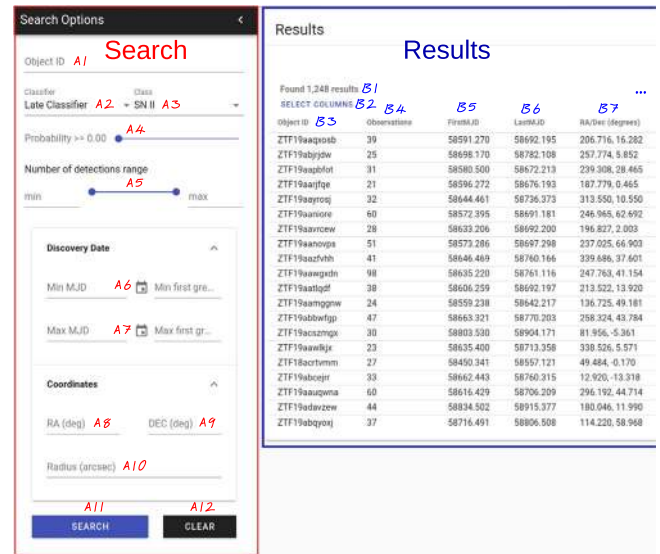 Search Options
Search
Object ID A1
Classifier Class
Late Classifier A2 SN II A3
Probability >= 0.00 A4
Number of detections range
A5
min max
Discovery Date
Min MJD A6 Min first gre...
Max MJD A7 Max first gr...
Coordinates
RA (deg) A8 DEC (deg) A9
Radius (arcsec) A10
A11 A12
SEARCH CLEAR
Results
Results
Found 1,248 results B1 ...
SELECT COLUMNS B2
Object ID B3 Observations B4 FirstMJD B5 LastMJD B6 RA/Dec (degrees) B7
ZTF19aaqxosb 39 58591.270 58692.195 206.716, 16.282
ZTF19abjrjdw 25 58698.170 58782.108 257.774, 5.852
ZTF19aapbfot 31 58580.500 58672.213 239.308, 28.465
ZTF19aarjfqe 21 58596.272 58676.193 187.779, 0.465
ZTF19aayrosj 32 58644.461 58736.373 313.550, 10.550
ZTF19aaniore 60 58572.395 58691.181 246.965, 62.692
ZTF19aavrcew 28 58633.206 58692.200 196.827, 2.003
ZTF19aanovps 51 58573.286 58697.298 237.025, 66.903
ZTF19aazfvhh 41 58646.469 58760.166 339.686, 37.601
ZTF19aawgxdn 98 58635.220 58761.116 247.763, 41.154
ZTF19aatlqdf 38 58606.259 58692.197 213.522, 13.920
ZTF19aamggnw 24 58559.238 58642.217 136.725, 49.181
ZTF19abbwfgp 47 58663.321 58770.203 258.324, 43.784
ZTF19acszmgx 30 58803.530 58904.171 81.956, -5.361
ZTF19aawlkjx 23 58635.400 58713.358 338.526, 5.571
ZTF18acrtvmm 27 58450.341 58557.121 49.484, -0.170
ZTF19abcejrr 33 58662.443 58760.315 12.920, -13.318
ZTF19aauqwna 60 58616.429 58706.209 296.192, 44.714
ZTF19adavzew 44 58834.502 58915.377 180.046, 11.990
ZTF19abqyoxj 37 58716.491 58806.508 114.220, 58.968